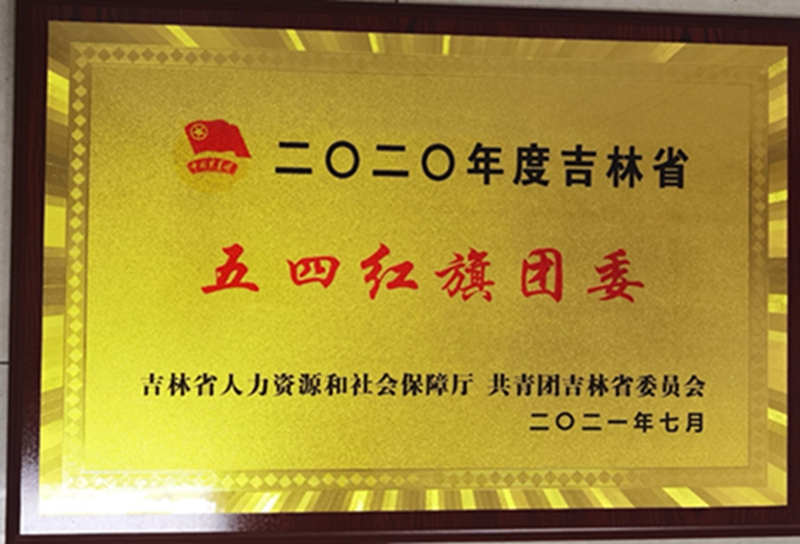 二〇二〇年度吉林省
五四红旗团委
吉林省人力资源和社会保障厅 共青团吉林省委员会
二〇二一年七月